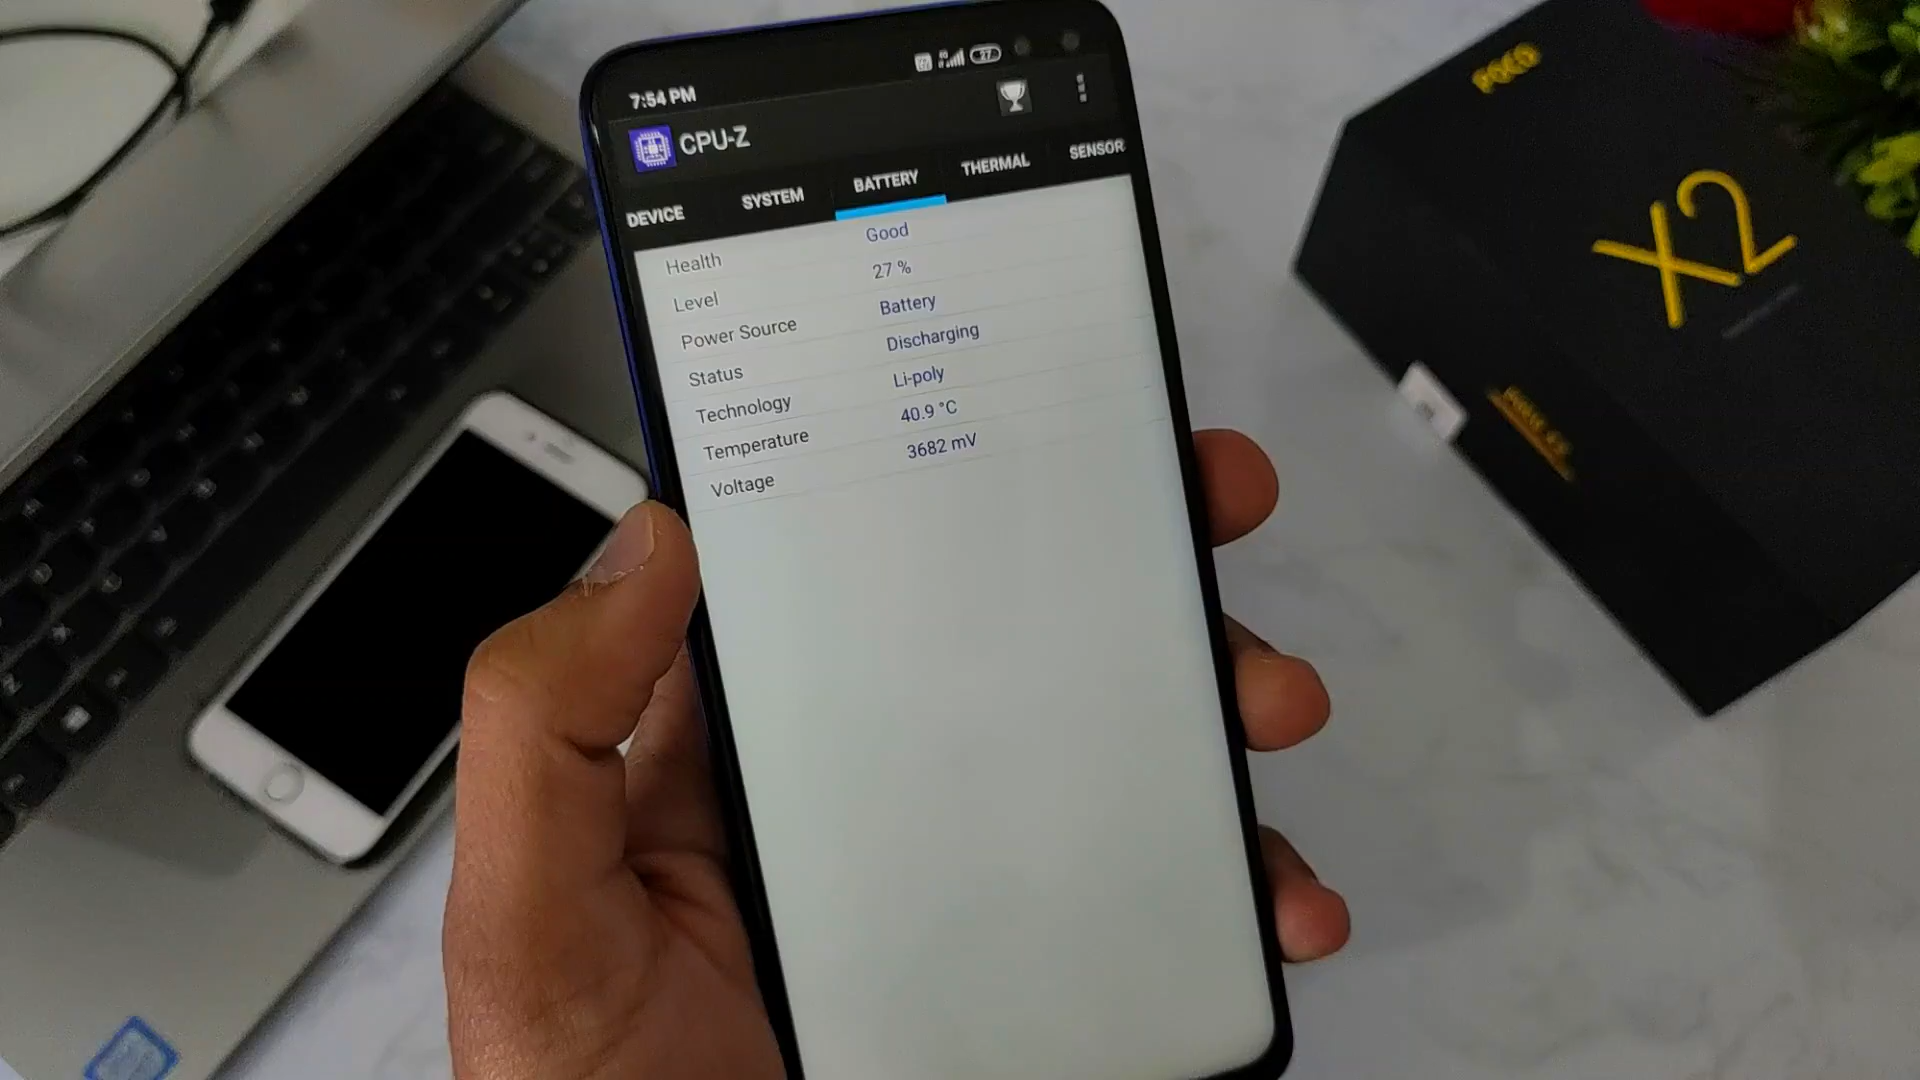 7:54 PM
27
CPU-Z
DEVICE SYSTEM BATTERY THERMAL SENSOR
Health Good
Level 27 %
Power Source Battery
Status Discharging
Technology Li-poly
Temperature 40.9 °C
Voltage 3682 mV
POCO
X2